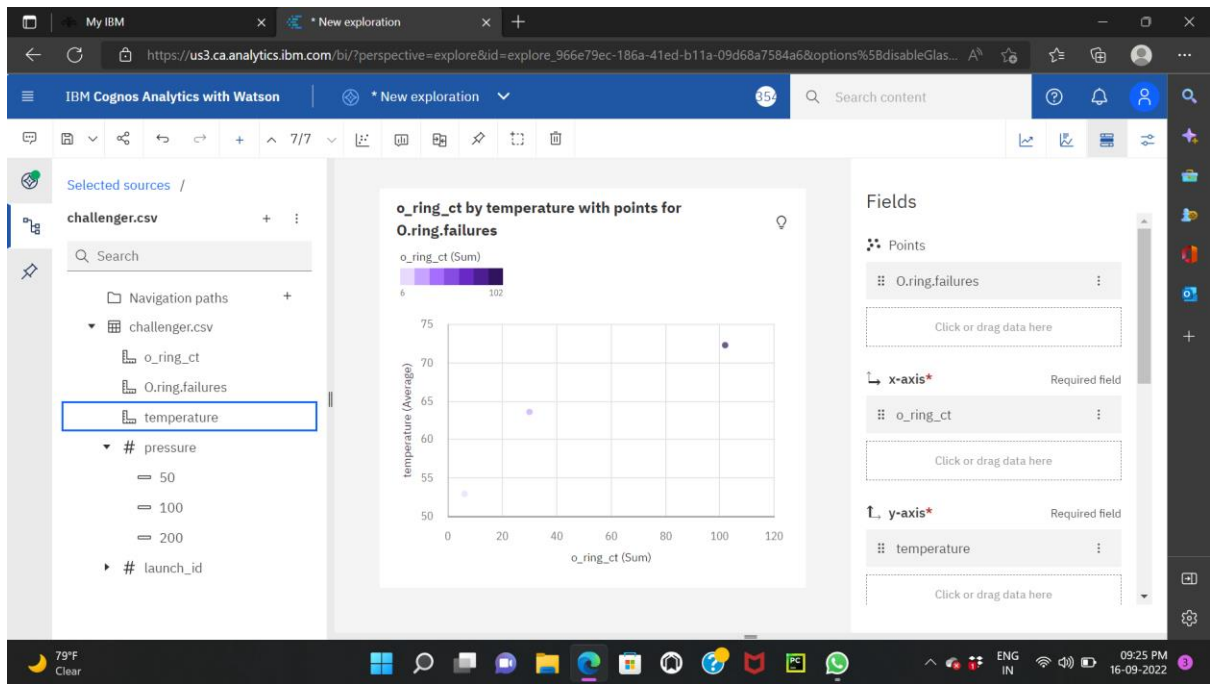 My IBM
* New exploration
https://us3.ca.analytics.ibm.com/bi/?perspective=explore&id=explore_966e79ec-186a-41ed-b11a-09d68a7584a6&options%5BdisableGlas...
IBM Cognos Analytics with Watson
* New exploration
354
Search content
7/7
Selected sources /
challenger.csv
Search
Navigation paths
challenger.csv
o_ring_ct
O.ring.failures
temperature
# pressure
50
100
200
# launch_id
o_ring_ct by temperature with points for
O.ring.failures
o_ring_ct (Sum)
6 102
75
70
65
60
55
50
temperature (Average)
0 20 40 60 80 100 120
o_ring_ct (Sum)
Fields
Points
O.ring.failures
Click or drag data here
x-axis* Required field
o_ring_ct
Click or drag data here
y-axis* Required field
temperature
Click or drag data here
79°F
Clear
ENG
IN
09:25 PM
16-09-2022
3